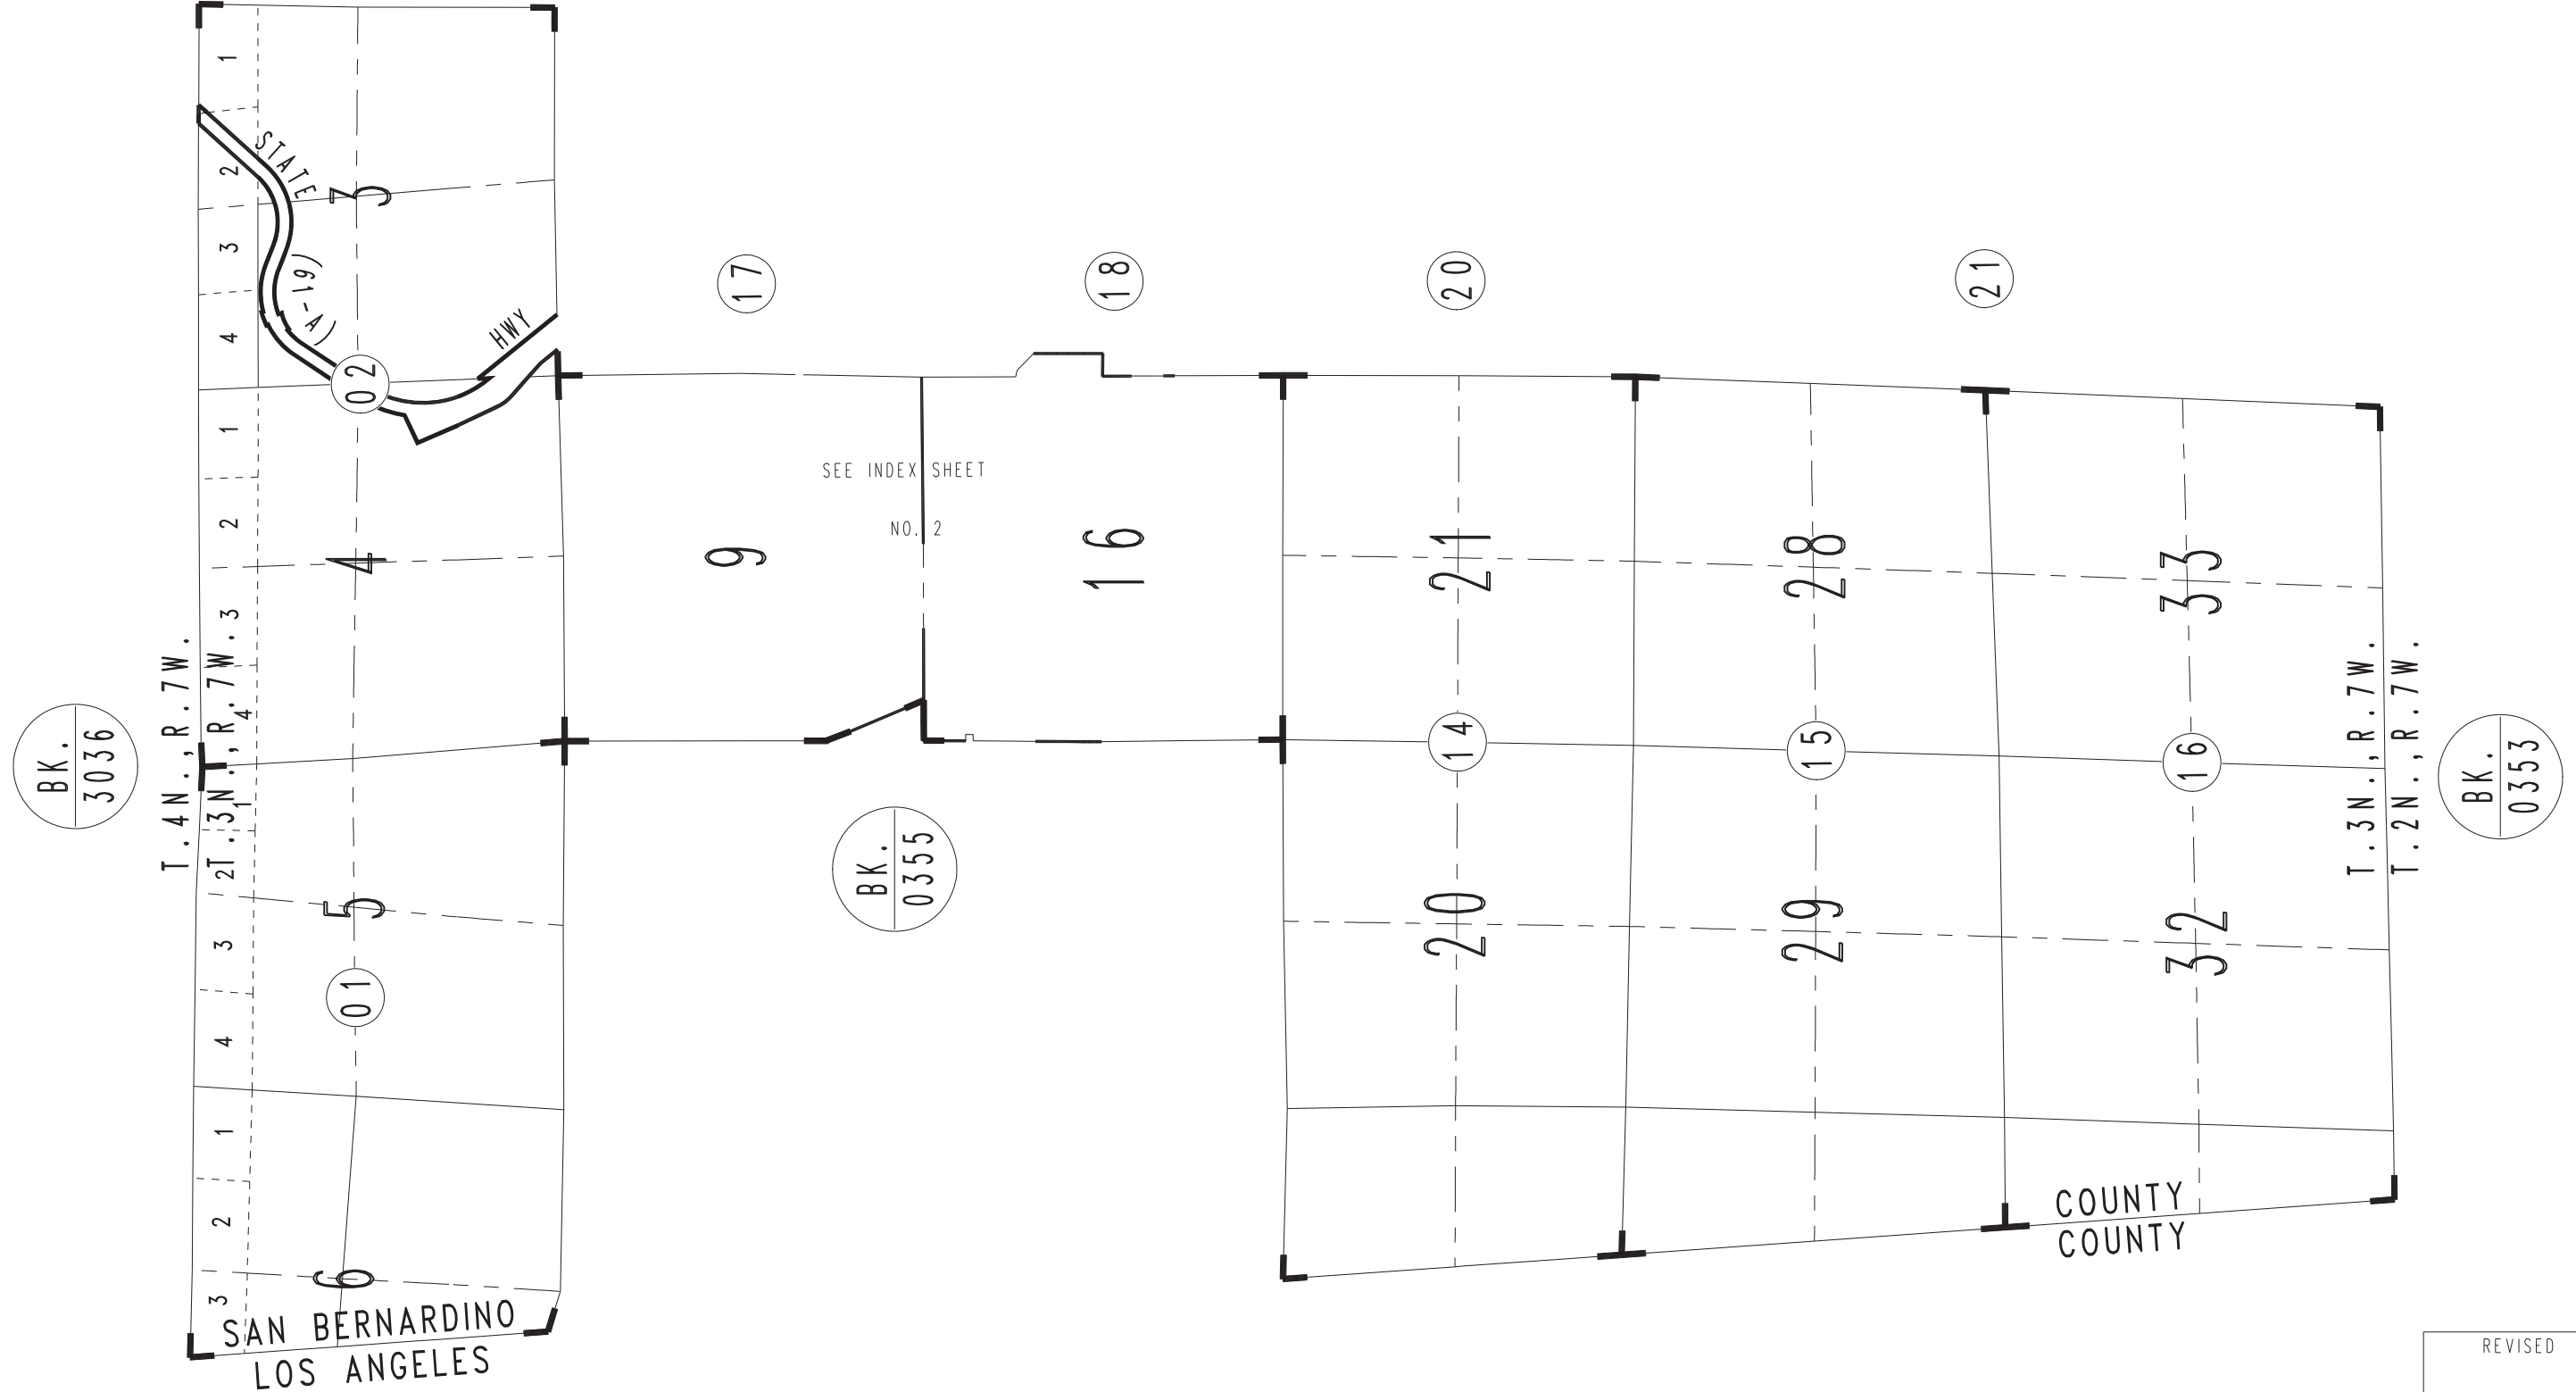 BK.
3036
T.4N.,R.7W.
T.3N.,R.7W.
1
2
3
4
1
2
3
4
1
2
3
4
1
2
3
STATE
(61-A)
HWY
3
02
4
5
01
6
SAN BERNARDINO
LOS ANGELES
17
18
20
21
SEE INDEX SHEET
NO. 2
9
16
BK.
0355
21
14
20
28
15
29
33
16
32
COUNTY
COUNTY
T.3N.,R.7W.
T.2N.,R.7W.
BK.
0353
REVISED